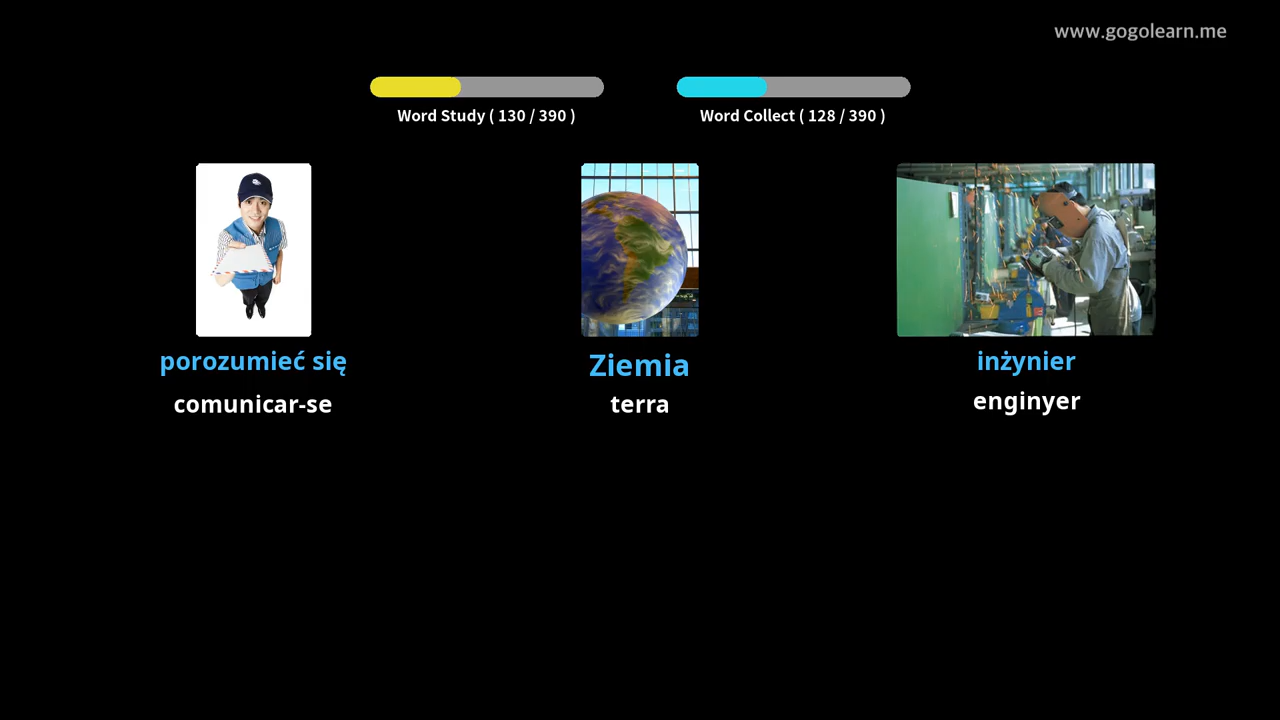 www.gogolearn.me
Word Study ( 130 / 390 )
Word Collect ( 128 / 390 )
porozumieć się
Ziemia
inżynier
comunicar-se
terra
enginyer